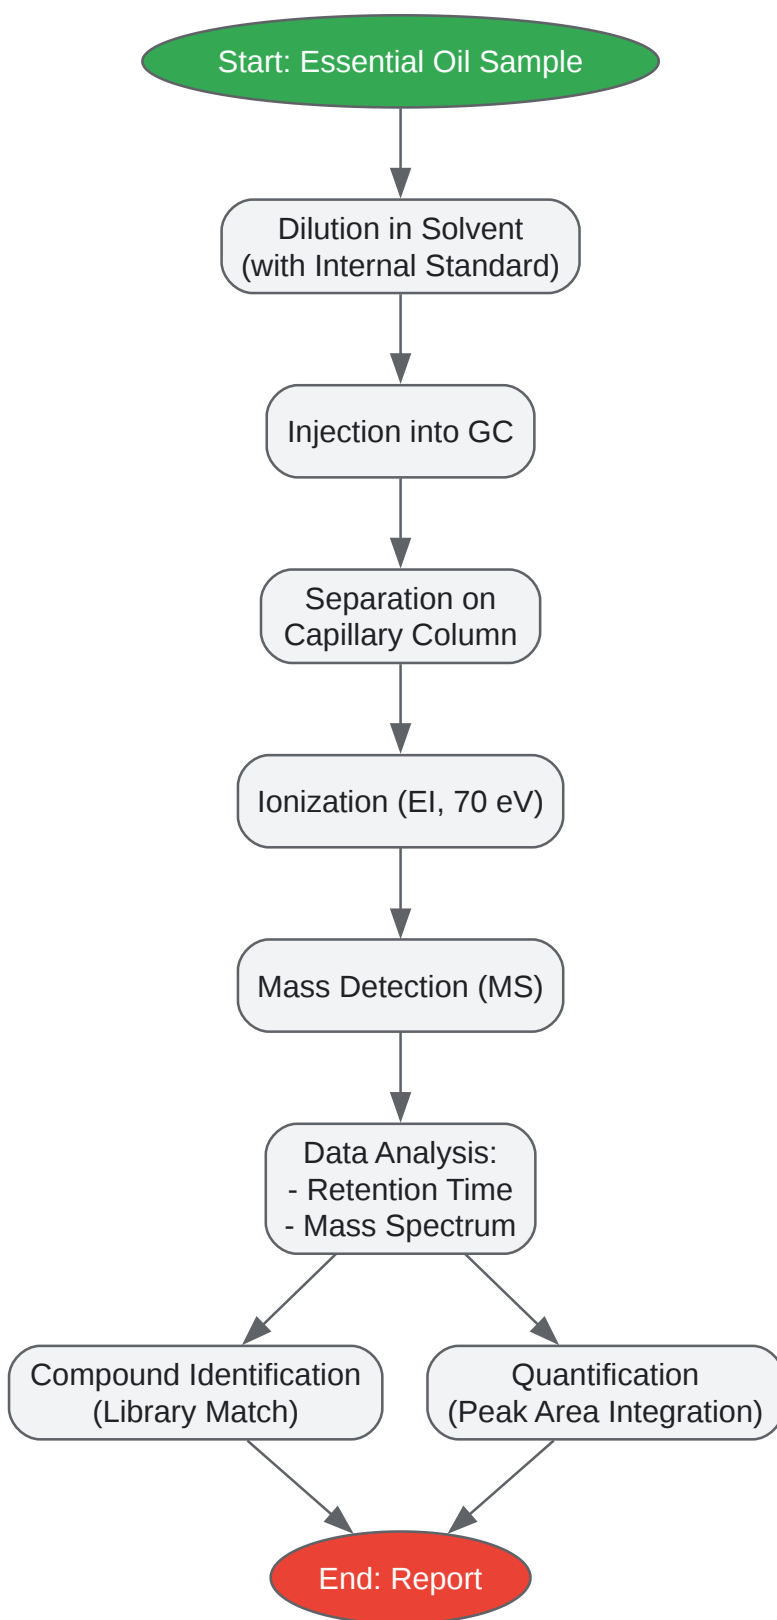 Start: Essential Oil Sample
Dilution in Solvent
(with Internal Standard)
Injection into GC
Separation on
Capillary Column
Ionization (EI, 70 eV)
Mass Detection (MS)
Data Analysis:
- Retention Time
- Mass Spectrum
Compound Identification
(Library Match)
Quantification
(Peak Area Integration)
End: Report